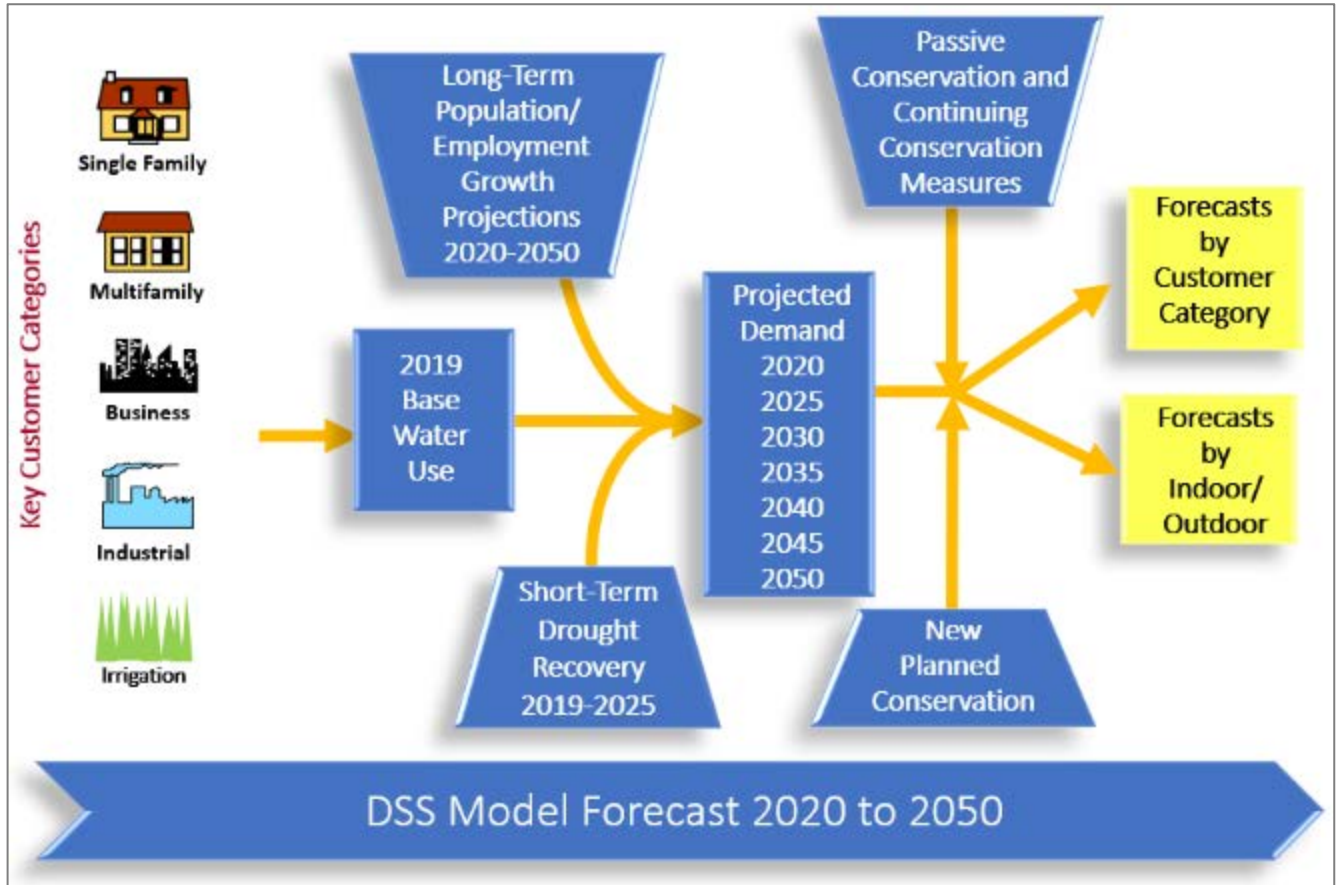 Key Customer Categories
Single Family
Multifamily
Business
Industrial
Irrigation
2019
Base
Water
Use
Long-Term
Population/
Employment
Growth
Projections
2020-2050
Short-Term
Drought
Recovery
2019-2025
Projected
Demand
2020
2025
2030
2035
2040
2045
2050
Passive
Conservation and
Continuing
Conservation
Measures
New
Planned
Conservation
Forecasts
by
Customer
Category
Forecasts
by
Indoor/
Outdoor
DSS Model Forecast 2020 to 2050